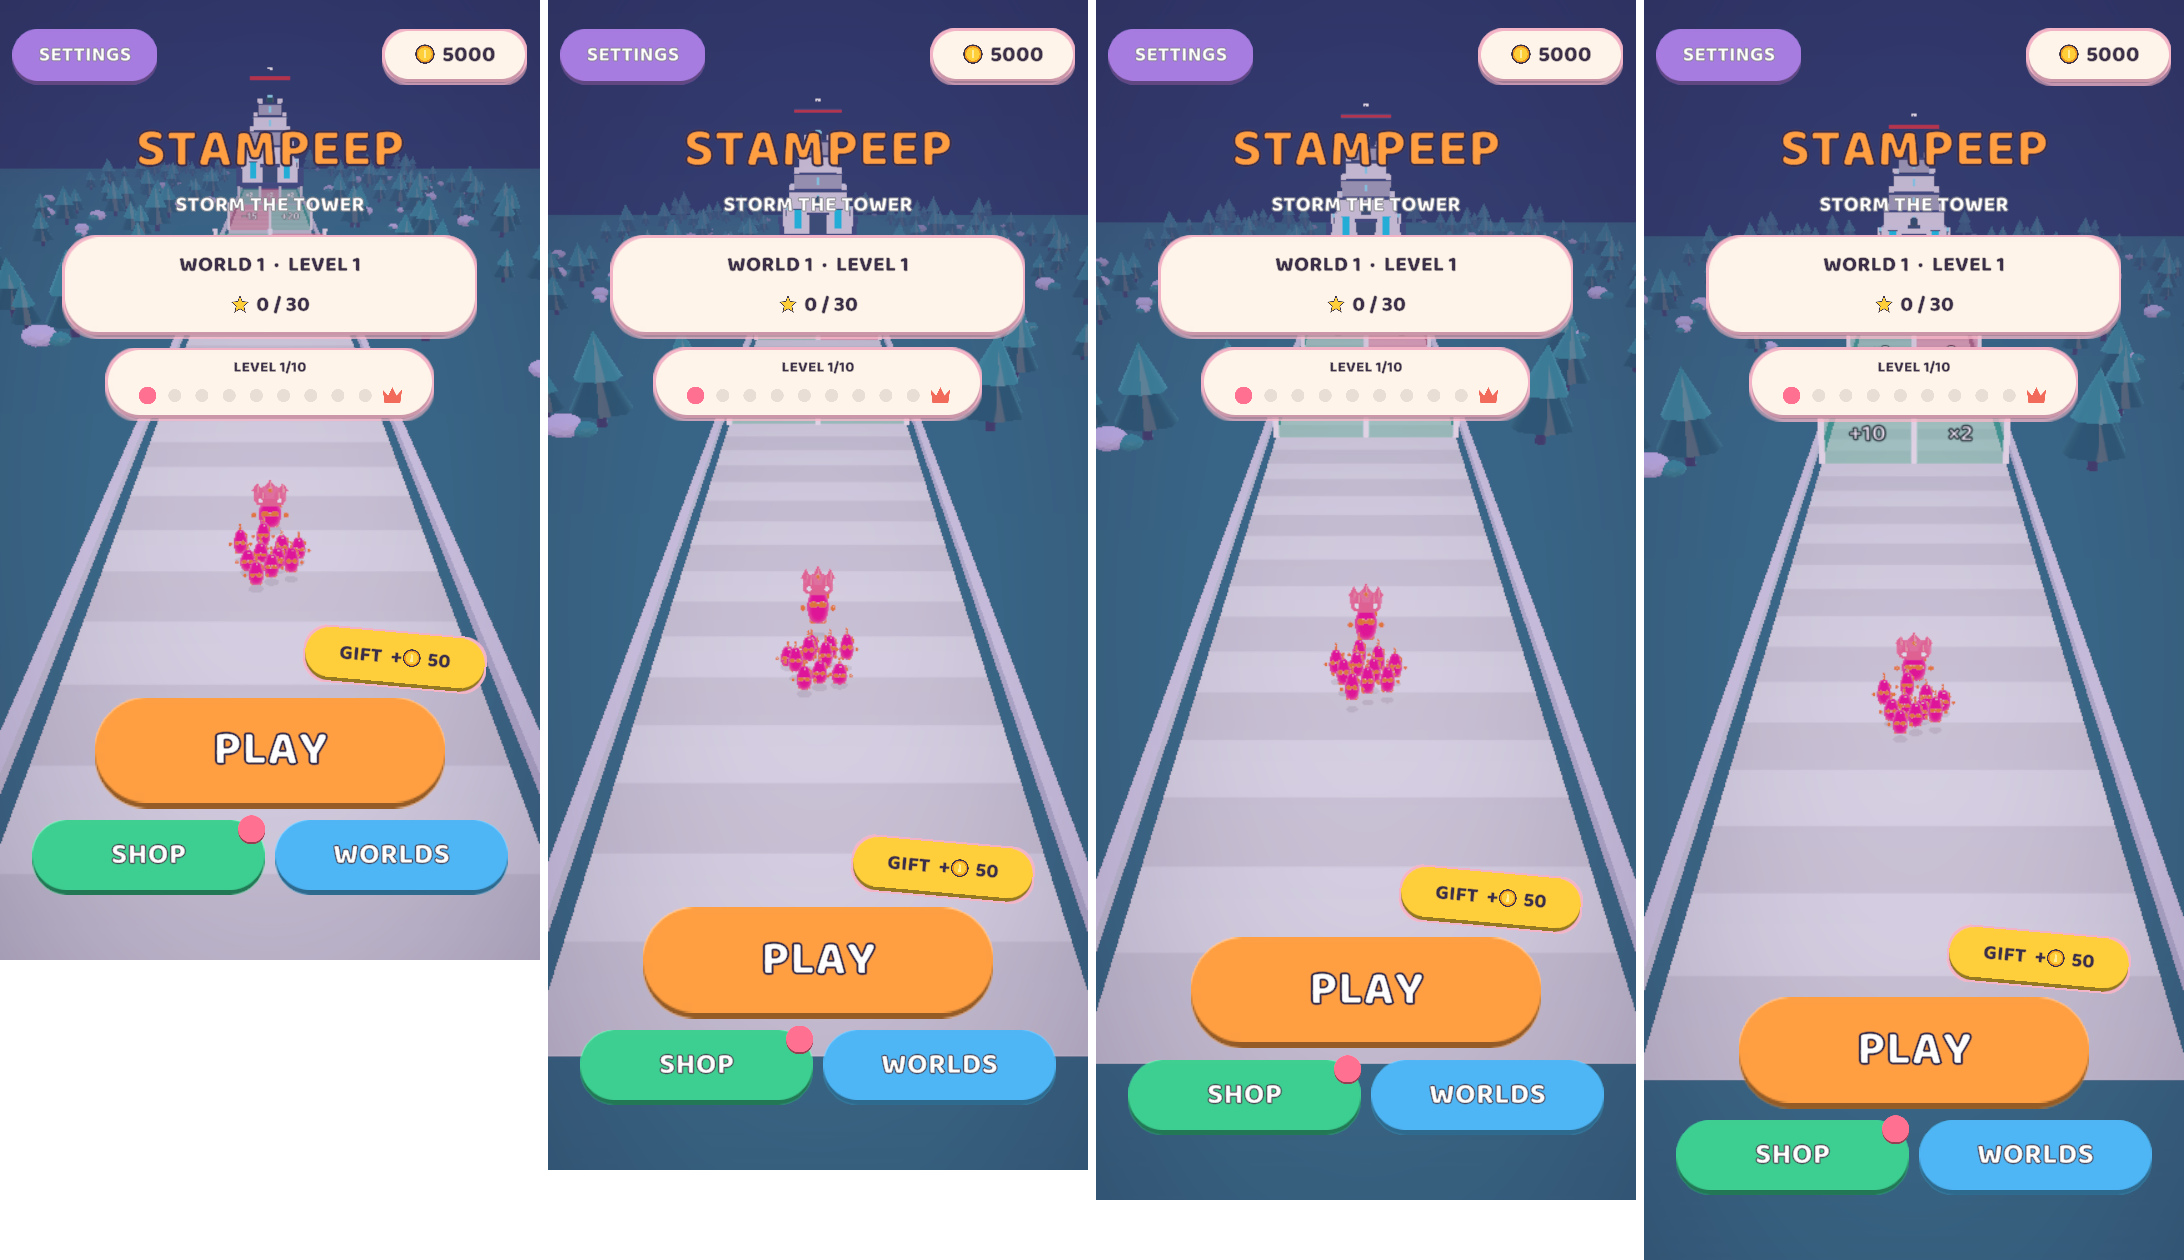 SETTINGS
5000
STAMPEEP
STORM THE TOWER
WORLD 1 · LEVEL 1
0 / 30
LEVEL 1/10
GIFT + 50
PLAY
SHOP
WORLDS
SETTINGS
5000
STAMPEEP
STORM THE TOWER
WORLD 1 · LEVEL 1
0 / 30
LEVEL 1/10
GIFT + 50
PLAY
SHOP
WORLDS
SETTINGS
5000
STAMPEEP
STORM THE TOWER
WORLD 1 · LEVEL 1
0 / 30
LEVEL 1/10
GIFT + 50
PLAY
SHOP
WORLDS
SETTINGS
5000
STAMPEEP
STORM THE TOWER
WORLD 1 · LEVEL 1
0 / 30
LEVEL 1/10
+10 ×2
GIFT + 50
PLAY
SHOP
WORLDS